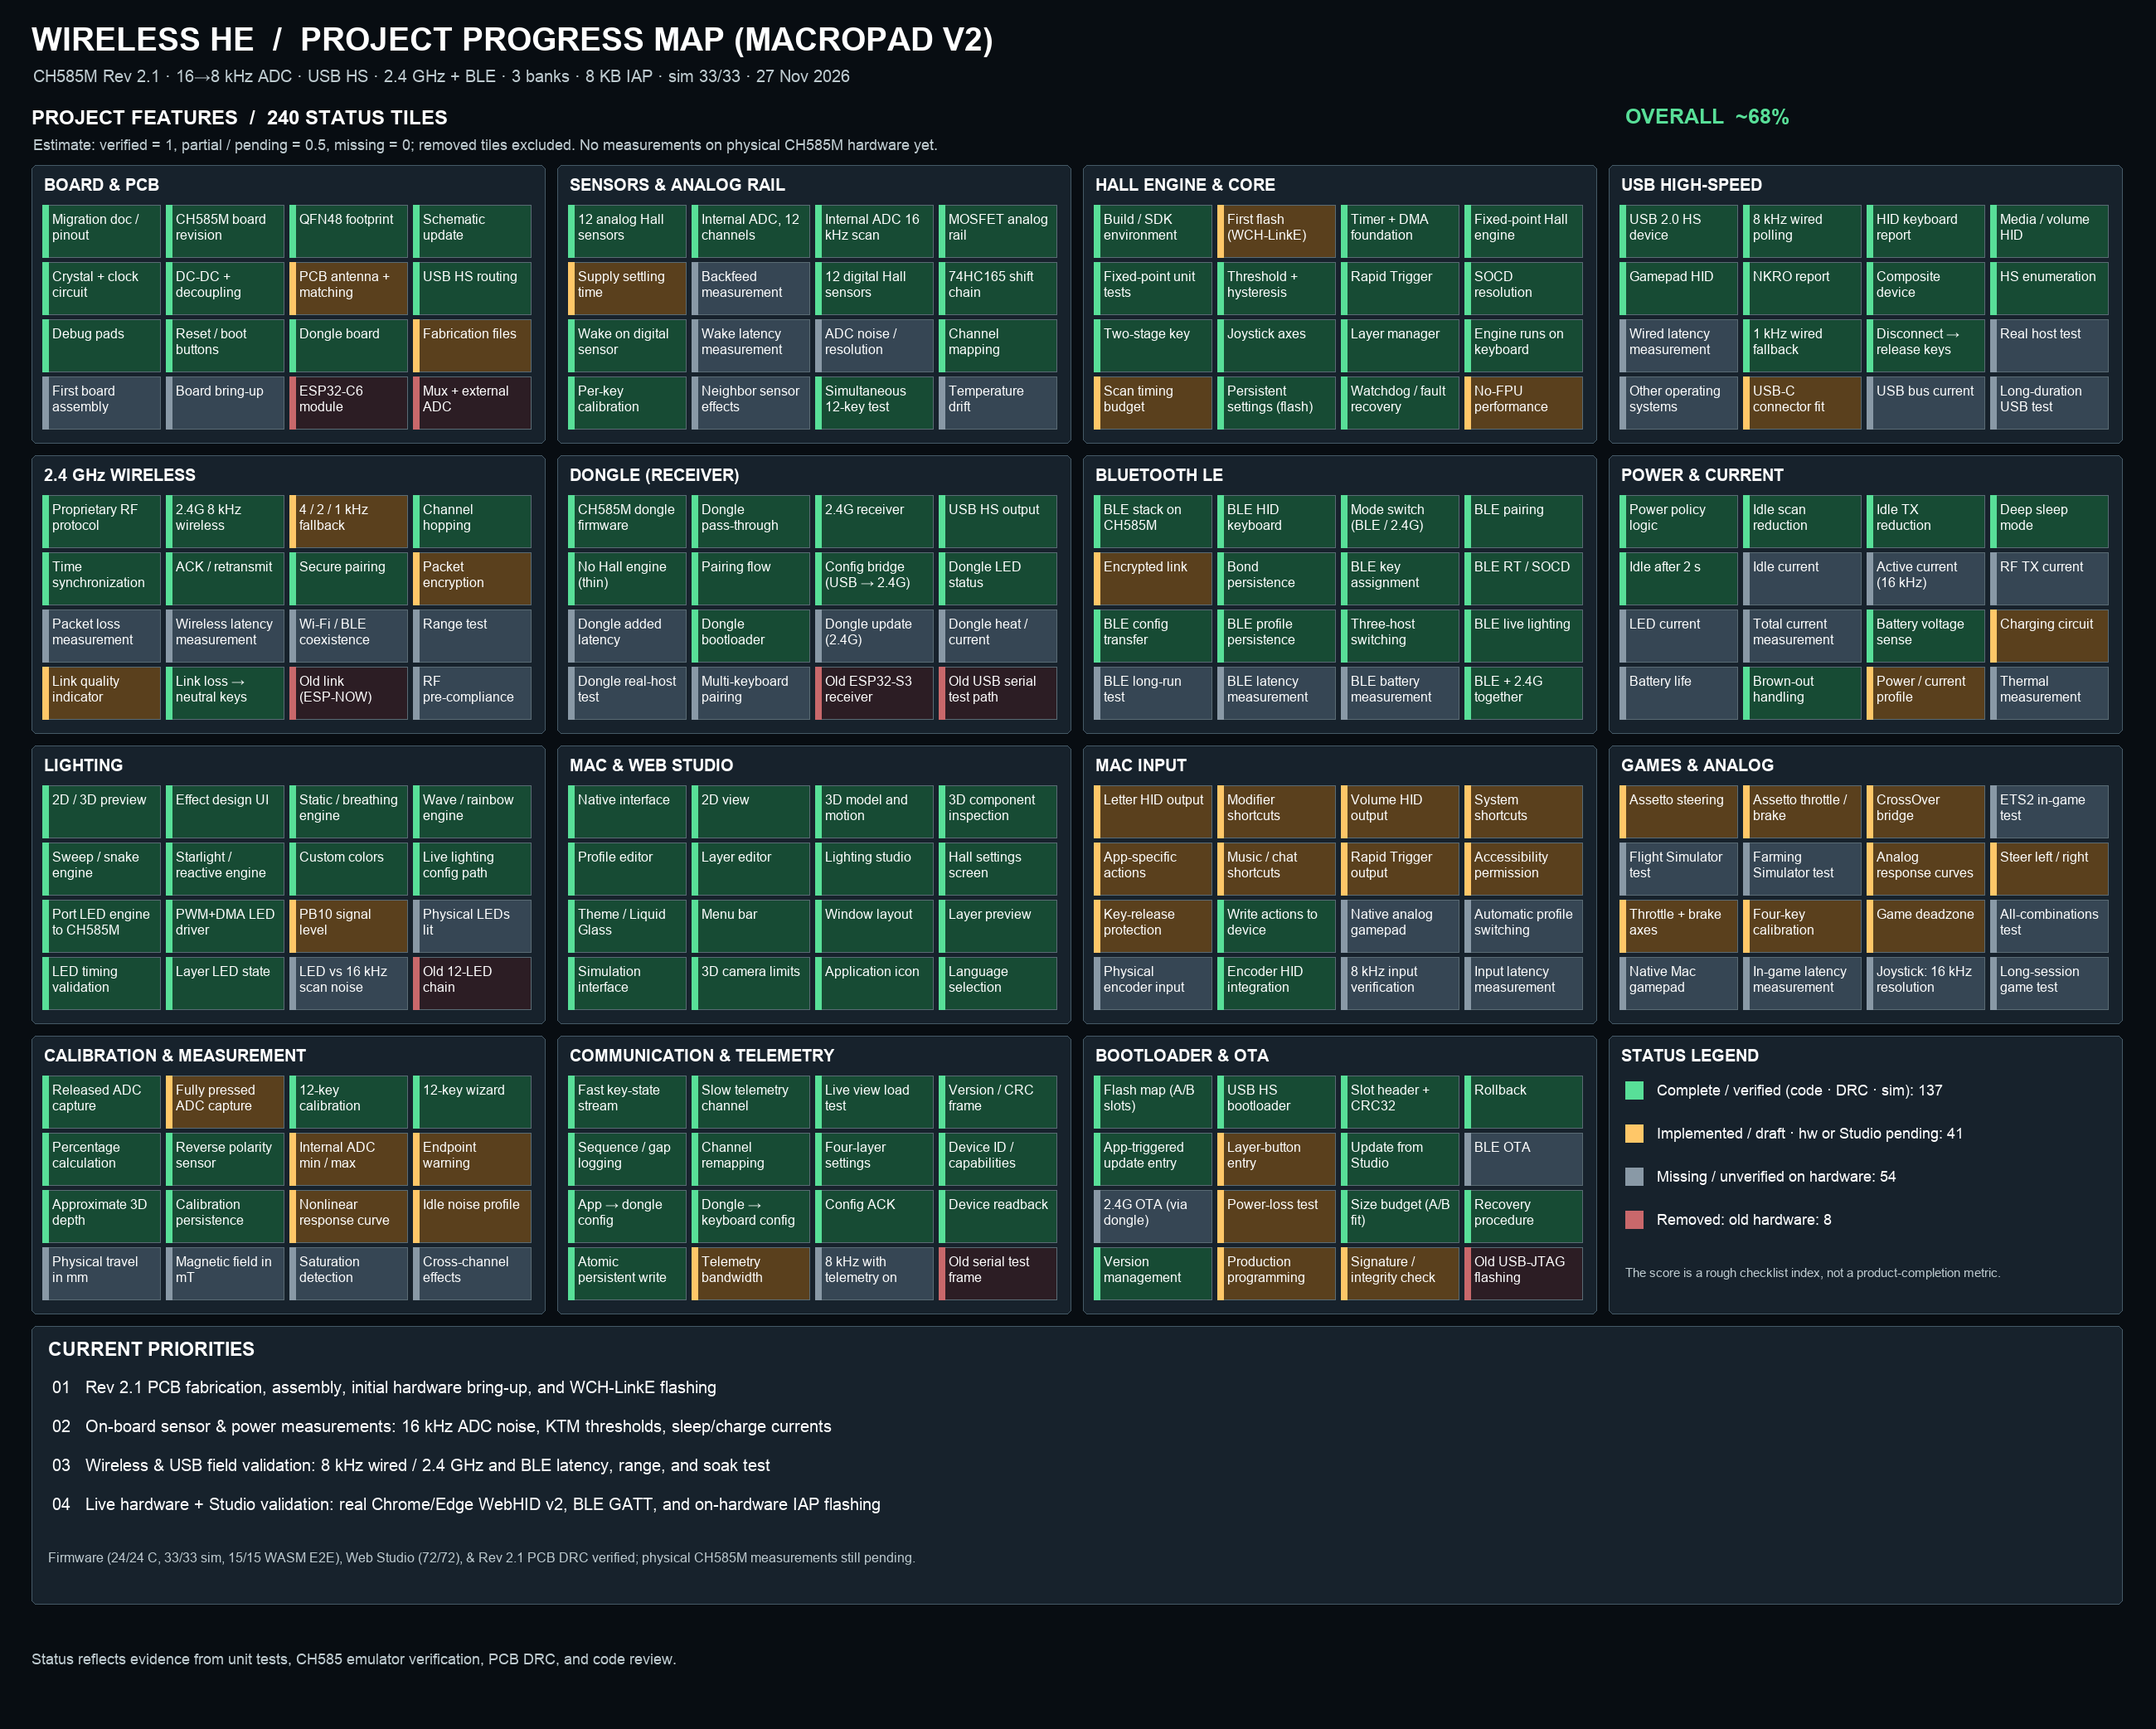 WIRELESS HE / PROJECT PROGRESS MAP (MACROPAD V2)
CH585M Rev 2.1 · 16→8 kHz ADC · USB HS · 2.4 GHz + BLE · 3 banks · 8 KB IAP · sim 33/33 · 27 Nov 2026
PROJECT FEATURES / 240 STATUS TILES
OVERALL ~68%
Estimate: verified = 1, partial / pending = 0.5, missing = 0; removed tiles excluded. No measurements on physical CH585M hardware yet.
BOARD & PCB
Migration doc /
pinout
CH585M board
revision
QFN48 footprint
Schematic
update
Crystal + clock
circuit
DC-DC +
decoupling
PCB antenna +
matching
USB HS routing
Debug pads
Reset / boot
buttons
Dongle board
Fabrication files
First board
assembly
Board bring-up
ESP32-C6
module
Mux + external
ADC
SENSORS & ANALOG RAIL
12 analog Hall
sensors
Internal ADC, 12
channels
Internal ADC 16
kHz scan
MOSFET analog
rail
Supply settling
time
Backfeed
measurement
12 digital Hall
sensors
74HC165 shift
chain
Wake on digital
sensor
Wake latency
measurement
ADC noise /
resolution
Channel
mapping
Per-key
calibration
Neighbor sensor
effects
Simultaneous
12-key test
Temperature
drift
HALL ENGINE & CORE
Build / SDK
environment
First flash
(WCH-LinkE)
Timer + DMA
foundation
Fixed-point Hall
engine
Fixed-point unit
tests
Threshold +
hysteresis
Rapid Trigger
SOCD
resolution
Two-stage key
Joystick axes
Layer manager
Engine runs on
keyboard
Scan timing
budget
Persistent
settings (flash)
Watchdog / fault
recovery
No-FPU
performance
USB HIGH-SPEED
USB 2.0 HS
device
8 kHz wired
polling
HID keyboard
report
Media / volume
HID
Gamepad HID
NKRO report
Composite
device
HS enumeration
Wired latency
measurement
1 kHz wired
fallback
Disconnect →
release keys
Real host test
Other operating
systems
USB-C
connector fit
USB bus current
Long-duration
USB test
2.4 GHz WIRELESS
Proprietary RF
protocol
2.4G 8 kHz
wireless
4 / 2 / 1 kHz
fallback
Channel
hopping
Time
synchronization
ACK / retransmit
Secure pairing
Packet
encryption
Packet loss
measurement
Wireless latency
measurement
Wi-Fi / BLE
coexistence
Range test
Link quality
indicator
Link loss →
neutral keys
Old link
(ESP-NOW)
RF
pre-compliance
DONGLE (RECEIVER)
CH585M dongle
firmware
Dongle
pass-through
2.4G receiver
USB HS output
No Hall engine
(thin)
Pairing flow
Config bridge
(USB → 2.4G)
Dongle LED
status
Dongle added
latency
Dongle
bootloader
Dongle update
(2.4G)
Dongle heat /
current
Dongle real-host
test
Multi-keyboard
pairing
Old ESP32-S3
receiver
Old USB serial
test path
BLUETOOTH LE
BLE stack on
CH585M
BLE HID
keyboard
Mode switch
(BLE / 2.4G)
BLE pairing
Encrypted link
Bond
persistence
BLE key
assignment
BLE RT / SOCD
BLE config
transfer
BLE profile
persistence
Three-host
switching
BLE live lighting
BLE long-run
test
BLE latency
measurement
BLE battery
measurement
BLE + 2.4G
together
POWER & CURRENT
Power policy
logic
Idle scan
reduction
Idle TX
reduction
Deep sleep
mode
Idle after 2 s
Idle current
Active current
(16 kHz)
RF TX current
LED current
Total current
measurement
Battery voltage
sense
Charging circuit
Battery life
Brown-out
handling
Power / current
profile
Thermal
measurement
LIGHTING
2D / 3D preview
Effect design UI
Static / breathing
engine
Wave / rainbow
engine
Sweep / snake
engine
Starlight /
reactive engine
Custom colors
Live lighting
config path
Port LED engine
to CH585M
PWM+DMA LED
driver
PB10 signal
level
Physical LEDs
lit
LED timing
validation
Layer LED state
LED vs 16 kHz
scan noise
Old 12-LED
chain
MAC & WEB STUDIO
Native interface
2D view
3D model and
motion
3D component
inspection
Profile editor
Layer editor
Lighting studio
Hall settings
screen
Theme / Liquid
Glass
Menu bar
Window layout
Layer preview
Simulation
interface
3D camera limits
Application icon
Language
selection
MAC INPUT
Letter HID output
Modifier
shortcuts
Volume HID
output
System
shortcuts
App-specific
actions
Music / chat
shortcuts
Rapid Trigger
output
Accessibility
permission
Key-release
protection
Write actions to
device
Native analog
gamepad
Automatic profile
switching
Physical
encoder input
Encoder HID
integration
8 kHz input
verification
Input latency
measurement
GAMES & ANALOG
Assetto steering
Assetto throttle /
brake
CrossOver
bridge
ETS2 in-game
test
Flight Simulator
test
Farming
Simulator test
Analog
response curves
Steer left / right
Throttle + brake
axes
Four-key
calibration
Game deadzone
All-combinations
test
Native Mac
gamepad
In-game latency
measurement
Joystick: 16 kHz
resolution
Long-session
game test
CALIBRATION & MEASUREMENT
Released ADC
capture
Fully pressed
ADC capture
12-key
calibration
12-key wizard
Percentage
calculation
Reverse polarity
sensor
Internal ADC
min / max
Endpoint
warning
Approximate 3D
depth
Calibration
persistence
Nonlinear
response curve
Idle noise profile
Physical travel
in mm
Magnetic field in
mT
Saturation
detection
Cross-channel
effects
COMMUNICATION & TELEMETRY
Fast key-state
stream
Slow telemetry
channel
Live view load
test
Version / CRC
frame
Sequence / gap
logging
Channel
remapping
Four-layer
settings
Device ID /
capabilities
App → dongle
config
Dongle →
keyboard config
Config ACK
Device readback
Atomic
persistent write
Telemetry
bandwidth
8 kHz with
telemetry on
Old serial test
frame
BOOTLOADER & OTA
Flash map (A/B
slots)
USB HS
bootloader
Slot header +
CRC32
Rollback
App-triggered
update entry
Layer-button
entry
Update from
Studio
BLE OTA
2.4G OTA (via
dongle)
Power-loss test
Size budget (A/B
fit)
Recovery
procedure
Version
management
Production
programming
Signature /
integrity check
Old USB-JTAG
flashing
STATUS LEGEND
Complete / verified (code · DRC · sim): 137
Implemented / draft · hw or Studio pending: 41
Missing / unverified on hardware: 54
Removed: old hardware: 8
The score is a rough checklist index, not a product-completion metric.
CURRENT PRIORITIES
01 Rev 2.1 PCB fabrication, assembly, initial hardware bring-up, and WCH-LinkE flashing
02 On-board sensor & power measurements: 16 kHz ADC noise, KTM thresholds, sleep/charge currents
03 Wireless & USB field validation: 8 kHz wired / 2.4 GHz and BLE latency, range, and soak test
04 Live hardware + Studio validation: real Chrome/Edge WebHID v2, BLE GATT, and on-hardware IAP flashing
Firmware (24/24 C, 33/33 sim, 15/15 WASM E2E), Web Studio (72/72), & Rev 2.1 PCB DRC verified; physical CH585M measurements still pending.
Status reflects evidence from unit tests, CH585 emulator verification, PCB DRC, and code review.